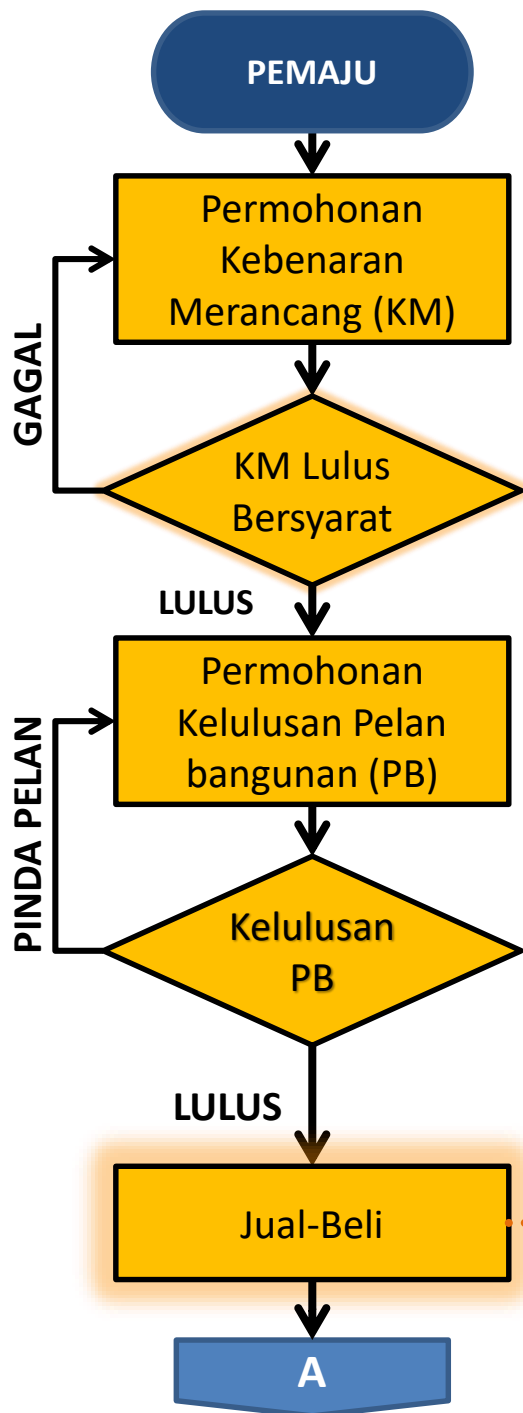 PEMAJU
Permohonan
Kebenaran
Merancang (KM)
GAGAL
KM Lulus
Bersyarat
LULUS
Permohonan
Kelulusan Pelan
bangunan (PB)
PINDA PELAN
Kelulusan
PB
LULUS
Jual-Beli
A